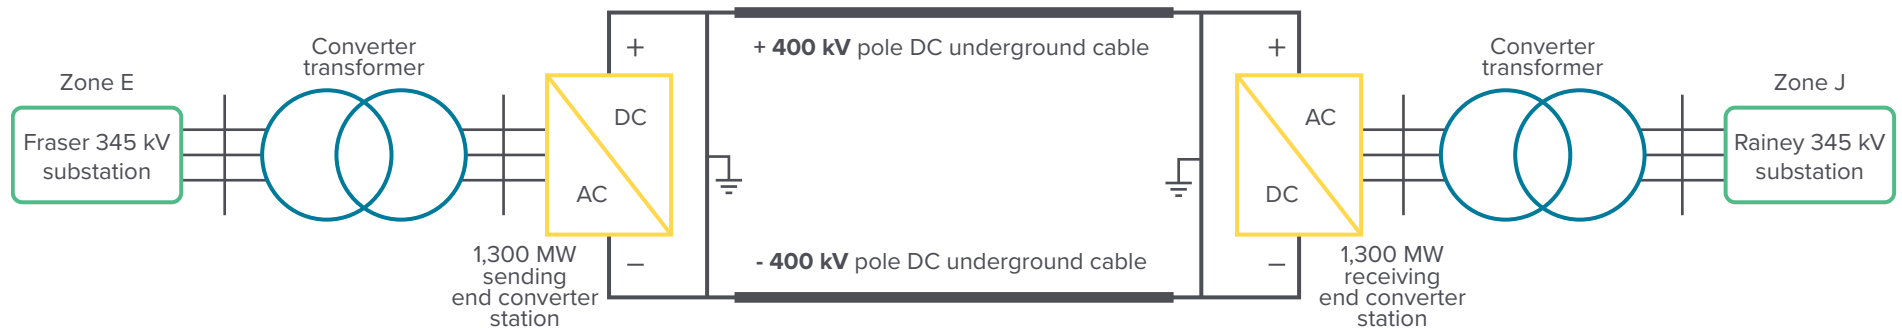 Zone E
Fraser 345 kV
substation
Converter
transformer
+
DC
AC
−
1,300 MW
sending
end converter
station
+ 400 kV pole DC underground cable
- 400 kV pole DC underground cable
+
AC
DC
−
1,300 MW
receiving
end converter
station
Converter
transformer
Zone J
Rainey 345 kV
substation